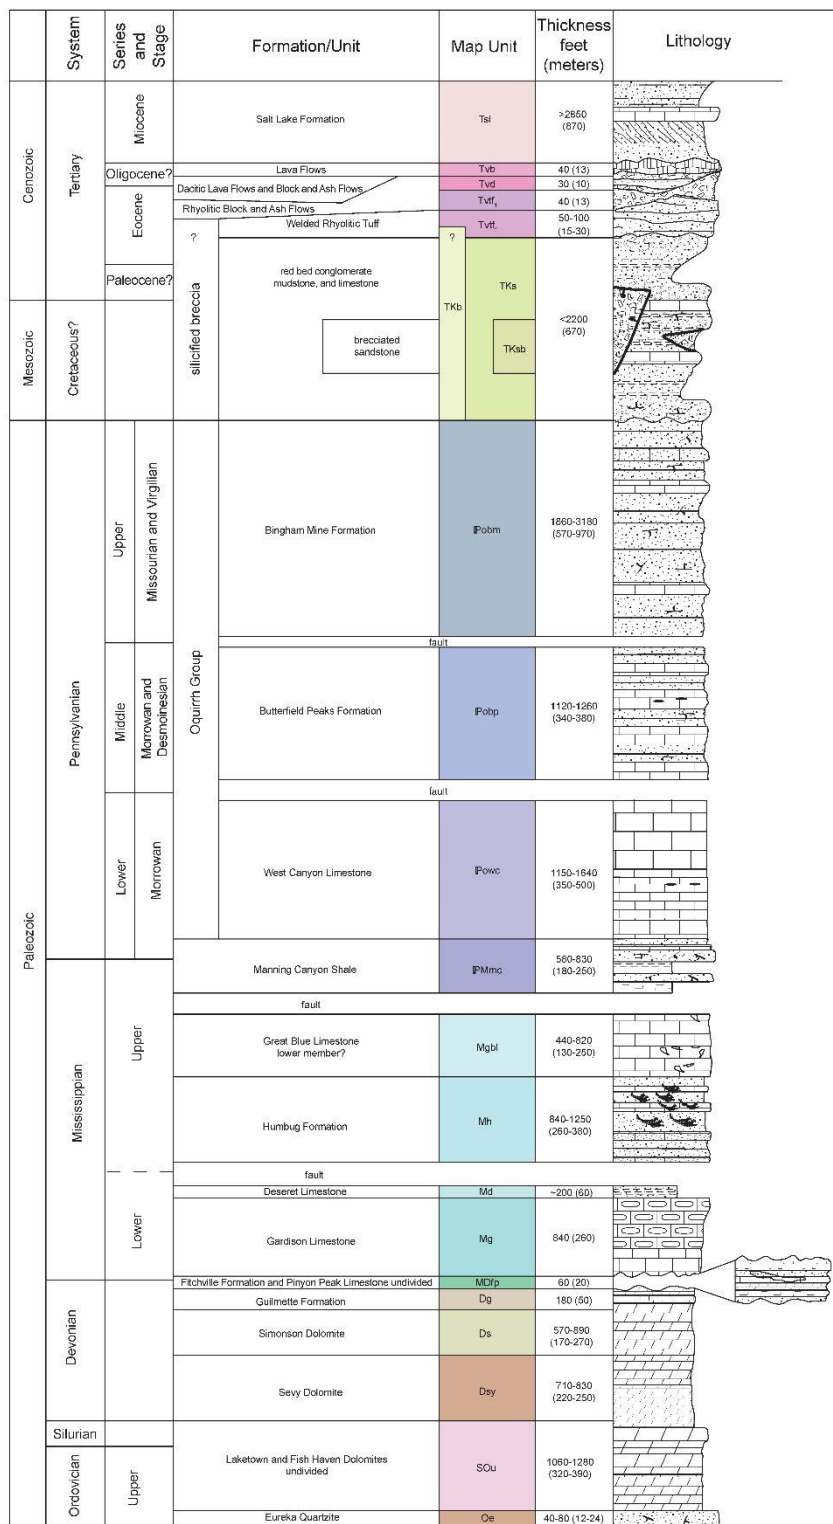 System
Series
and
Stage
Formation/Unit
Map Unit
Thickness
feet
(meters)
Lithology
Cenozoic
Tertiary
Miocene
Salt Lake Formation
Tsl
>2850
(870)
Oligocene?
Lava Flows
Tvb
40 (13)
Dacitic Lava Flows and Block and Ash Flows
Tvd
30 (10)
Eocene
Rhyolitic Block and Ash Flows
Tvtf1
40 (13)
Welded Rhyolitic Tuff
Tvtf
50-100
(15-30)
?
?
silicified breccia
red bed conglomerate
mudstone, and limestone
TKb
TKs
<2200
(670)
Paleocene?
Mesozoic
Cretaceous?
brecciated
sandstone
TKsb
Paleozoic
Pennsylvanian
Upper
Missourian and Virgilian
Oquirrh Group
Bingham Mine Formation
IPobm
1860-3180
(570-970)
fault
Middle
Morrowan and
Desmoinesian
Butterfield Peaks Formation
IPobp
1120-1260
(340-380)
fault
Lower
Morrowan
West Canyon Limestone
IPowc
1150-1640
(350-500)
Manning Canyon Shale
IPMmc
580-830
(180-250)
fault
Mississippian
Upper
Great Blue Limestone
lower member?
Mgbl
440-820
(130-250)
Humbug Formation
Mh
840-1250
(260-380)
fault
Lower
Deseret Limestone
Md
~200 (60)
Gardison Limestone
Mg
840 (260)
Fitchville Formation and Pinyon Peak Limestone undivided
MDfp
60 (20)
Devonian
Guilmette Formation
Dg
180 (50)
Simonson Dolomite
Ds
570-890
(170-270)
Sevy Dolomite
Dsy
710-830
(220-250)
Silurian
Ordovician
Upper
Laketown and Fish Haven Dolomites
undivided
SOu
1060-1280
(320-390)
Eureka Quartzite
Oe
40-80 (12-24)